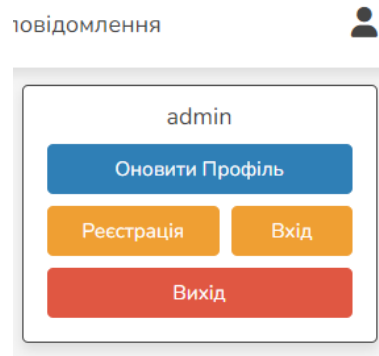 повідомлення
admin
Оновити Профіль
Реєстрація Вхід
Вихід